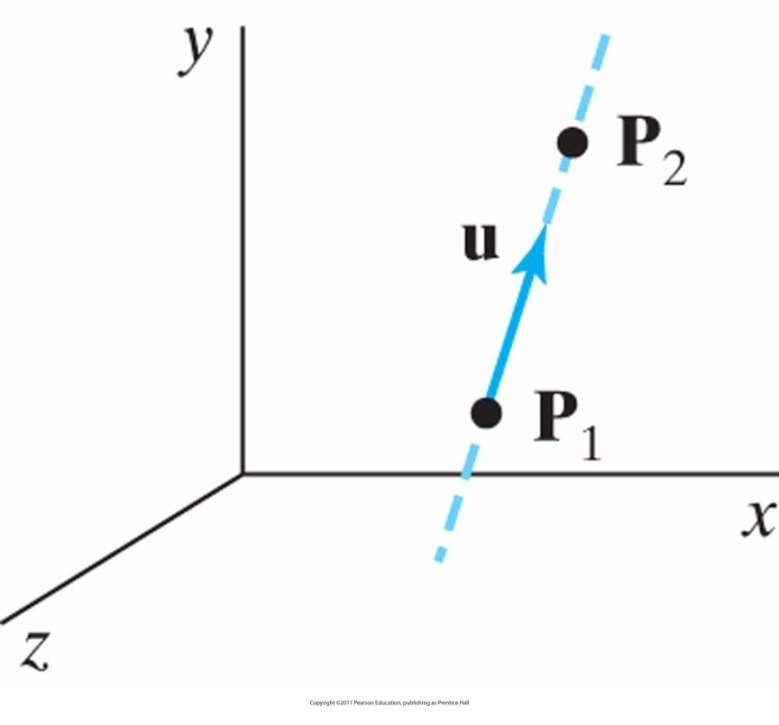 y
P2
u
P1
x
z
Copyright ©2011 Pearson Education, publishing as Prentice Hall